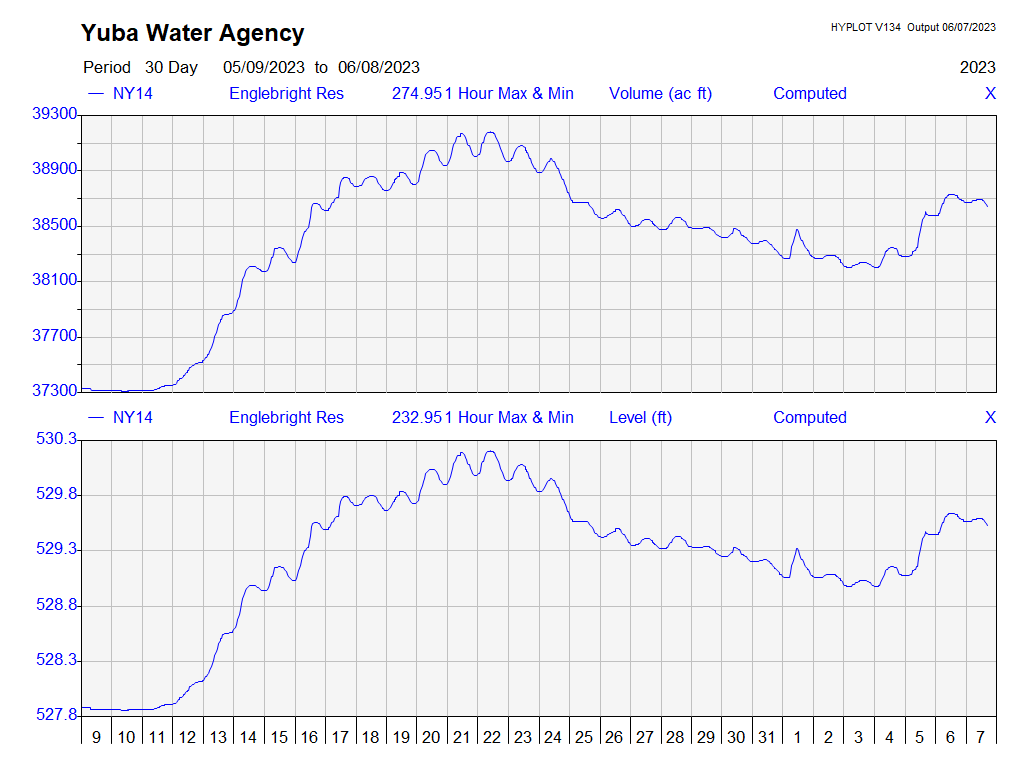 Yuba Water Agency
HYPLOT V134 Output 06/07/2023
Period 30 Day 05/09/2023 to 06/08/2023 2023
NY14 Englebright Res 274.95 1 Hour Max & Min Volume (ac ft) Computed X
39300
38900
38500
38100
37700
37300
NY14 Englebright Res 232.95 1 Hour Max & Min Level (ft) Computed X
530.3
529.8
529.3
528.8
528.3
527.8
9 10 11 12 13 14 15 16 17 18 19 20 21 22 23 24 25 26 27 28 29 30 31 1 2 3 4 5 6 7